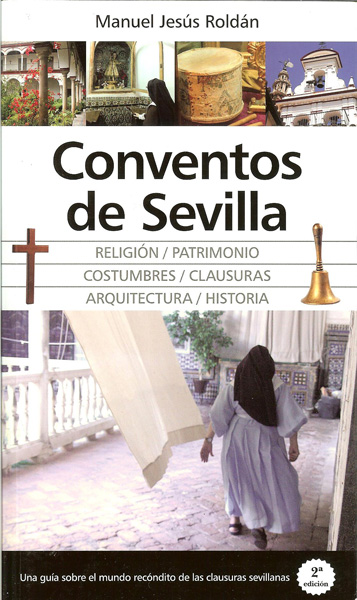 Manuel Jesús Roldán
Conventos
de Sevilla
RELIGIÓN / PATRIMONIO
COSTUMBRES / CLAUSURAS
ARQUITECTURA / HISTORIA
Una guía sobre el mundo recóndito de las clausuras sevillanas
2ª
edición